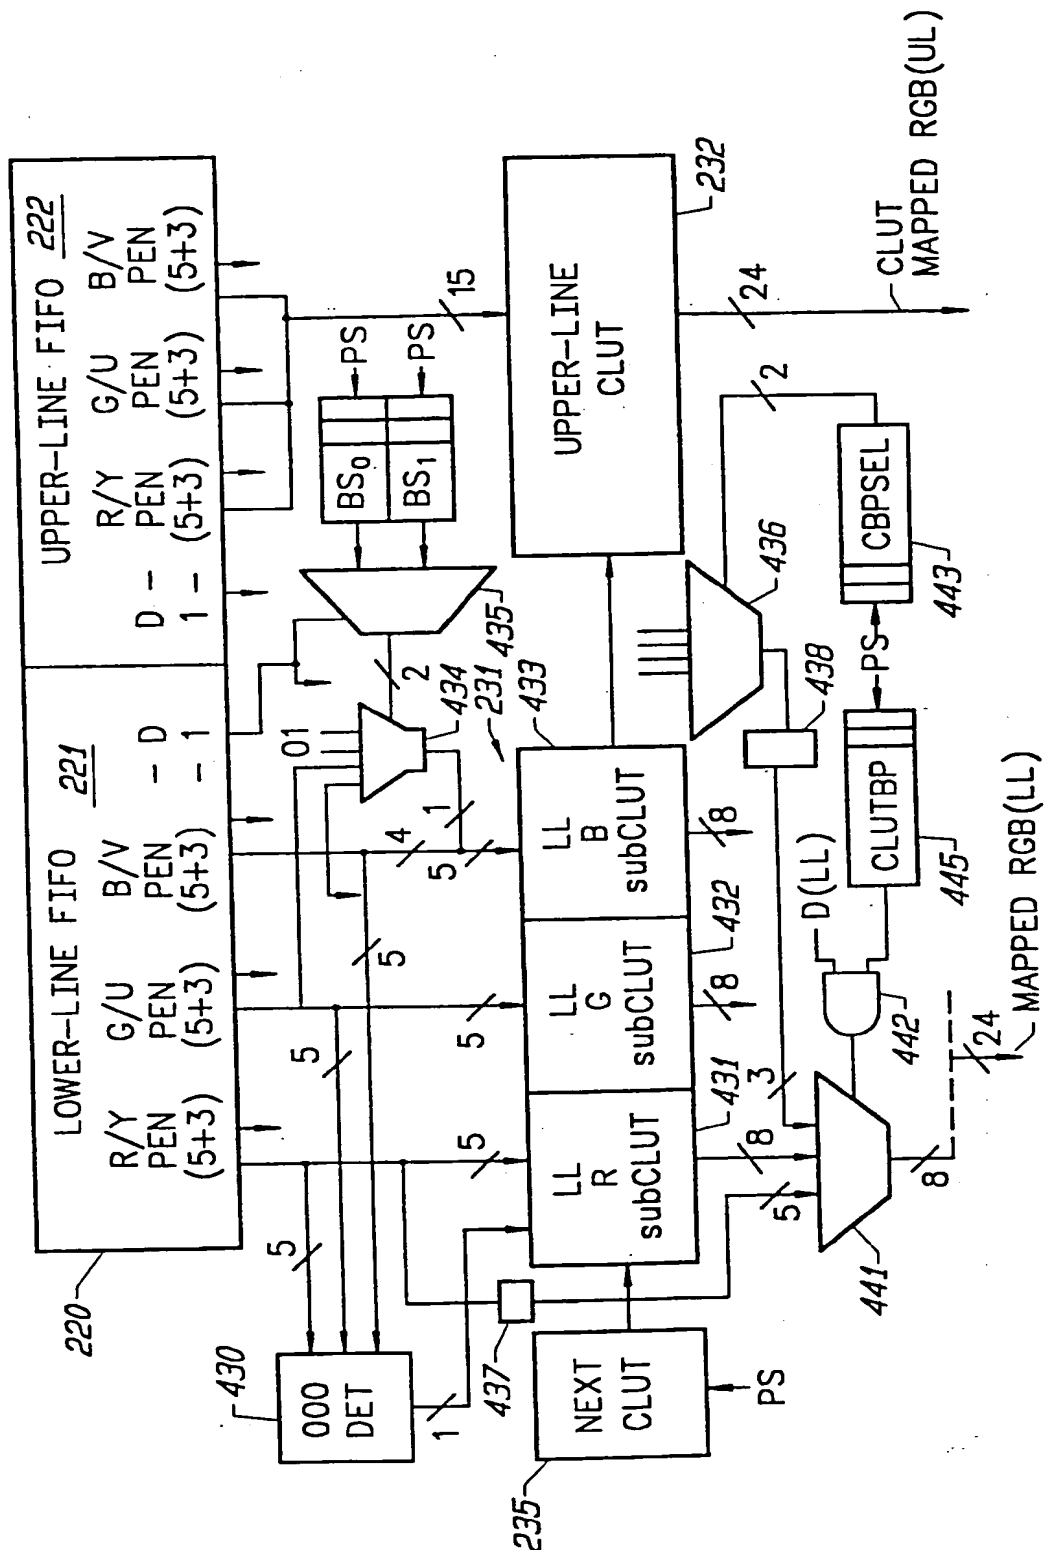 220
LOWER-LINE FIFO 221
R/Y
PEN
(5+3)
G/U
PEN
(5+3)
B/V
PEN
(5+3)
- D
- 1
UPPER-LINE FIFO 222
D -
1 -
R/Y
PEN
(5+3)
G/U
PEN
(5+3)
B/V
PEN
(5+3)
430
000
DET
1
5
5
5
4
5
5
5
1
01
2
434
435
BS0
BS1
PS
PS
15
437
235
NEXT
CLUT
PS
231
LL
R
subCLUT
431
LL
G
subCLUT
432
LL
B
subCLUT
433
UPPER-LINE
CLUT
232
8
8
8
24
CLUT
MAPPED RGB(UL)
436
2
438
3
5
441
8
442
D(LL)
CLUTBP
445
PS
CBPSEL
443
24
MAPPED RGB(LL)